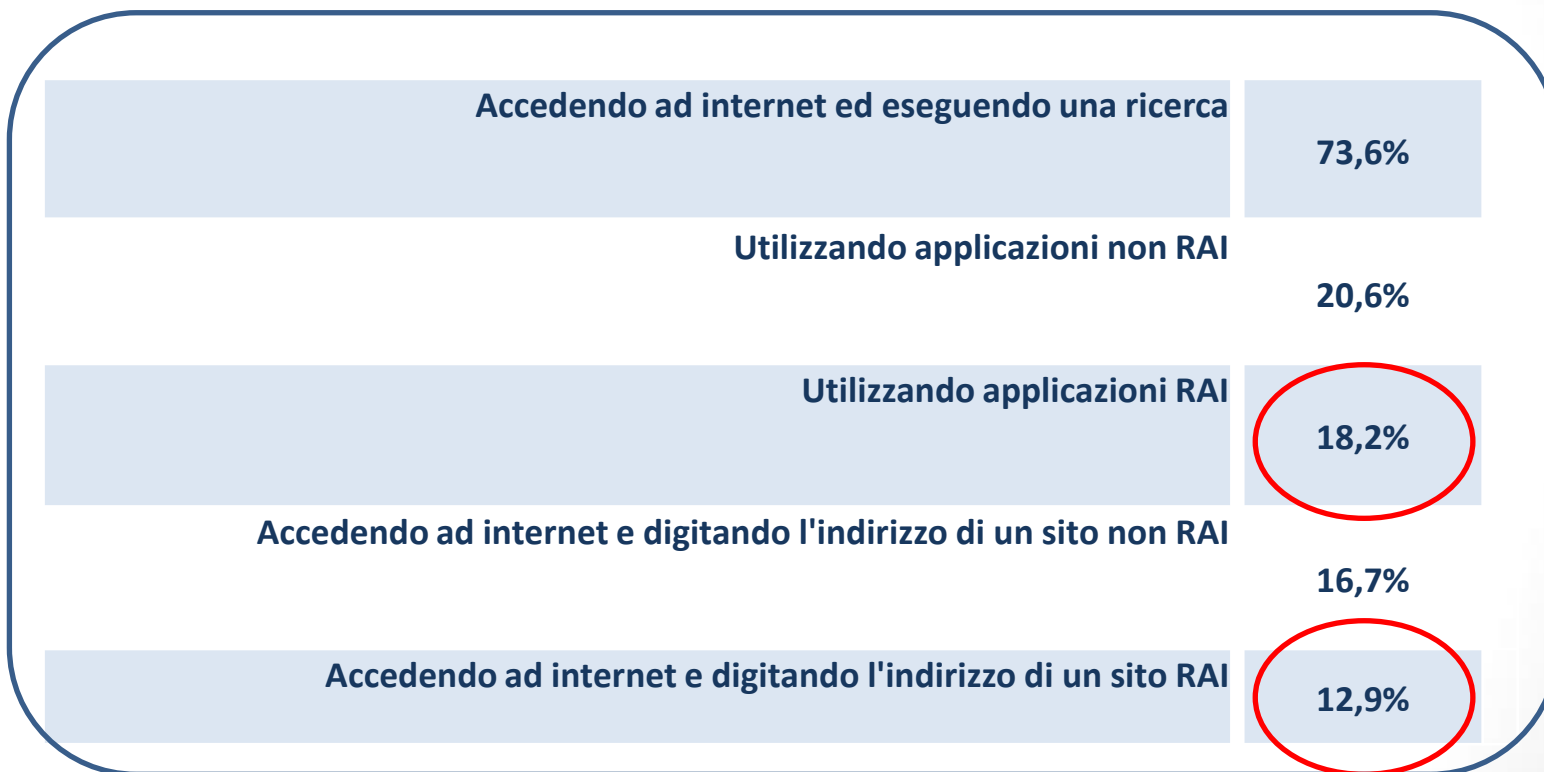 Accedendo ad internet ed eseguendo una ricerca
73,6%
Utilizzando applicazioni non RAI
20,6%
Utilizzando applicazioni RAI
18,2%
Accedendo ad internet e digitando l'indirizzo di un sito non RAI
16,7%
Accedendo ad internet e digitando l'indirizzo di un sito RAI
12,9%